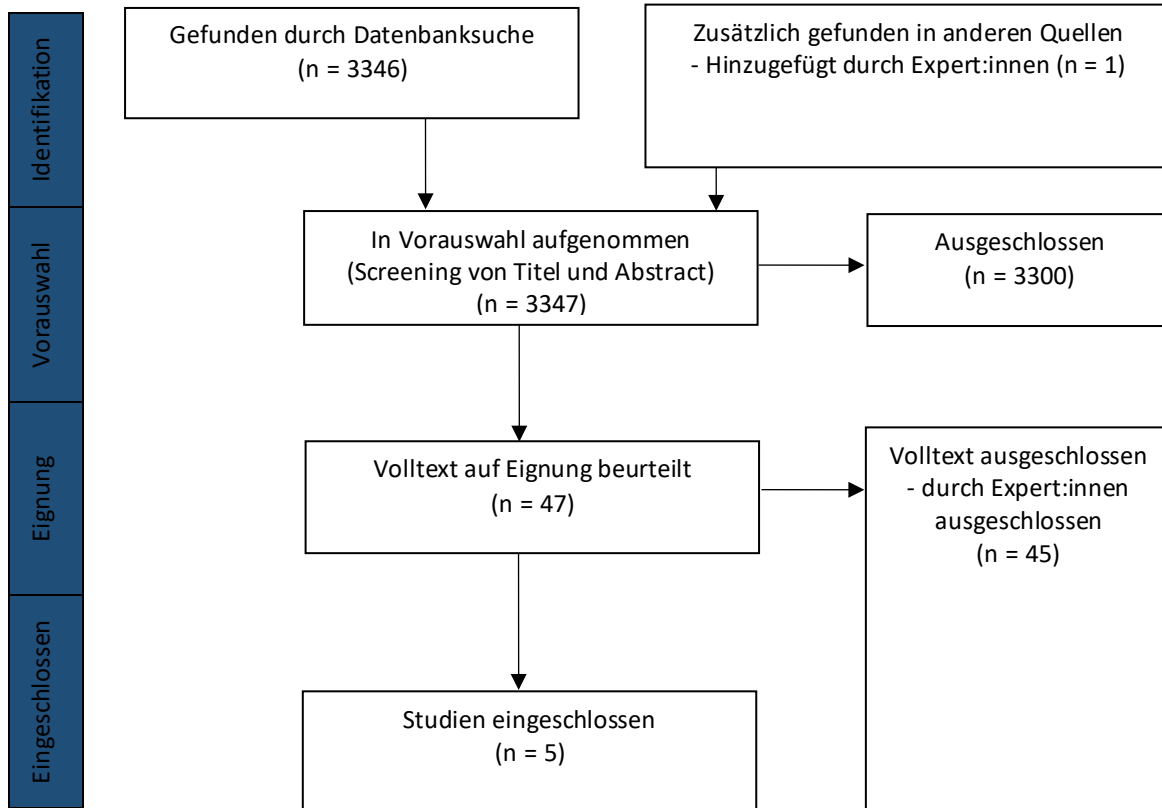 Identifikation
Gefunden durch Datenbanksuche
(n = 3346)
Zusätzlich gefunden in anderen Quellen
- Hinzugefügt durch Expert:innen (n = 1)
Vorauswahl
In Vorauswahl aufgenommen
(Screening von Titel und Abstract)
(n = 3347)
Ausgeschlossen
(n = 3300)
Eignung
Volltext auf Eignung beurteilt
(n = 47)
Volltext ausgeschlossen
- durch Expert:innen
ausgeschlossen
(n = 45)
Eingeschlossen
Studien eingeschlossen
(n = 5)